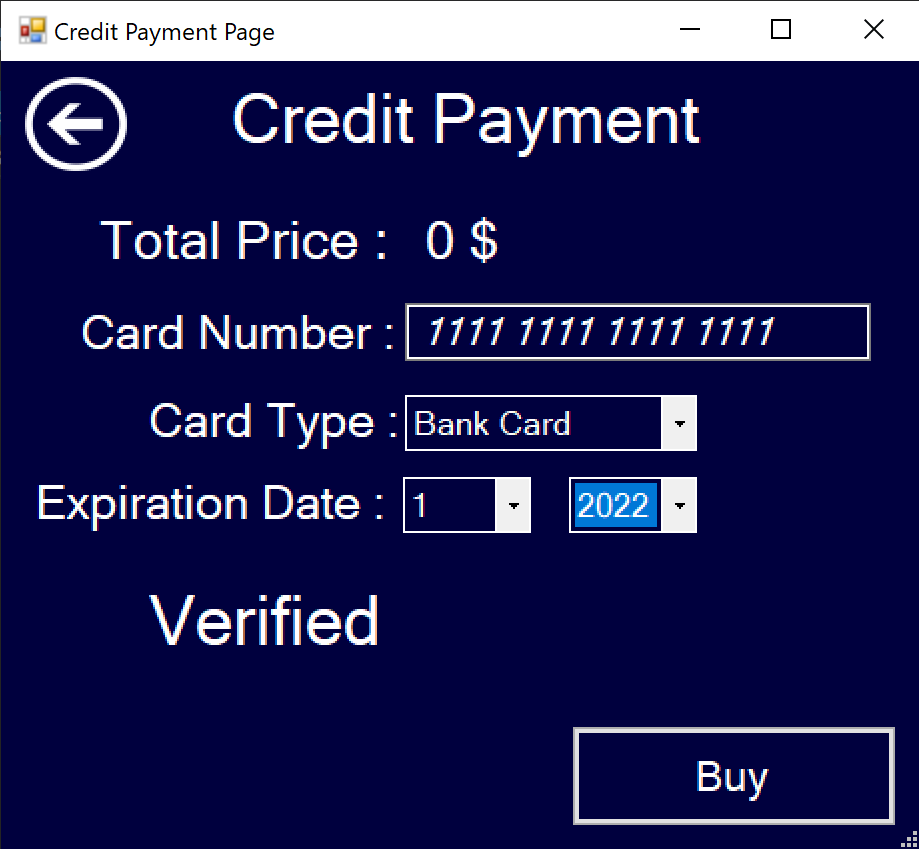 Credit Payment Page
Credit Payment
Total Price : 0 $
Card Number : 1111 1111 1111 1111
Card Type : Bank Card
Expiration Date : 1 2022
Verified
Buy